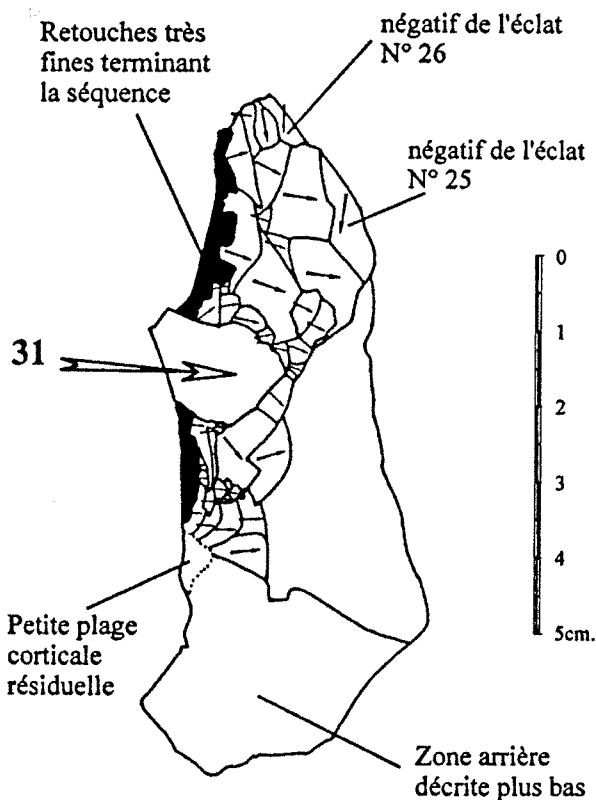 Retouches très
fines terminant
la séquence
négatif de l'éclat
N° 26
négatif de l'éclat
N° 25
0
1
2
3
4
5cm.
31
Petite plage
corticale
résiduelle
Zone arrière
décrite plus bas